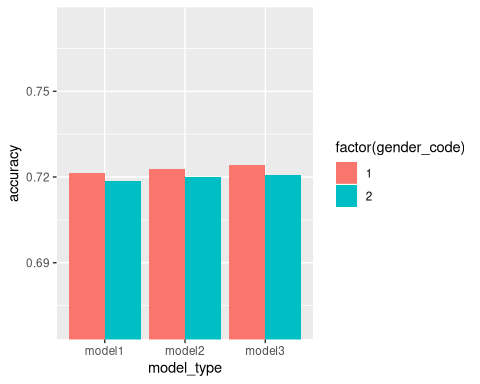 0.75
0.72
0.69
accuracy
model1 model2 model3
model_type
factor(gender_code)
1
2